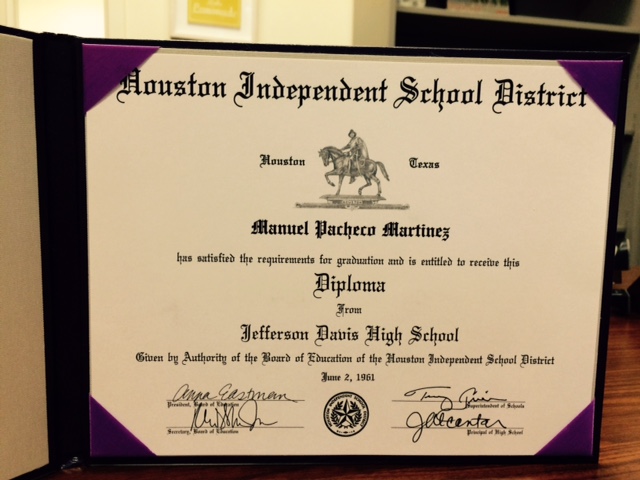 Houston Independent School District
Houston Texas
Manuel Pacheco Martinez
has satisfied the requirements for graduation and is entitled to receive this
Diploma
From
Jefferson Davis High School
Given by Authority of the Board of Education of the Houston Independent School District
June 2, 1961
Anna Eastman
President, Board of Education
Superintendent of Schools
Secretary, Board of Education
Principal of High School